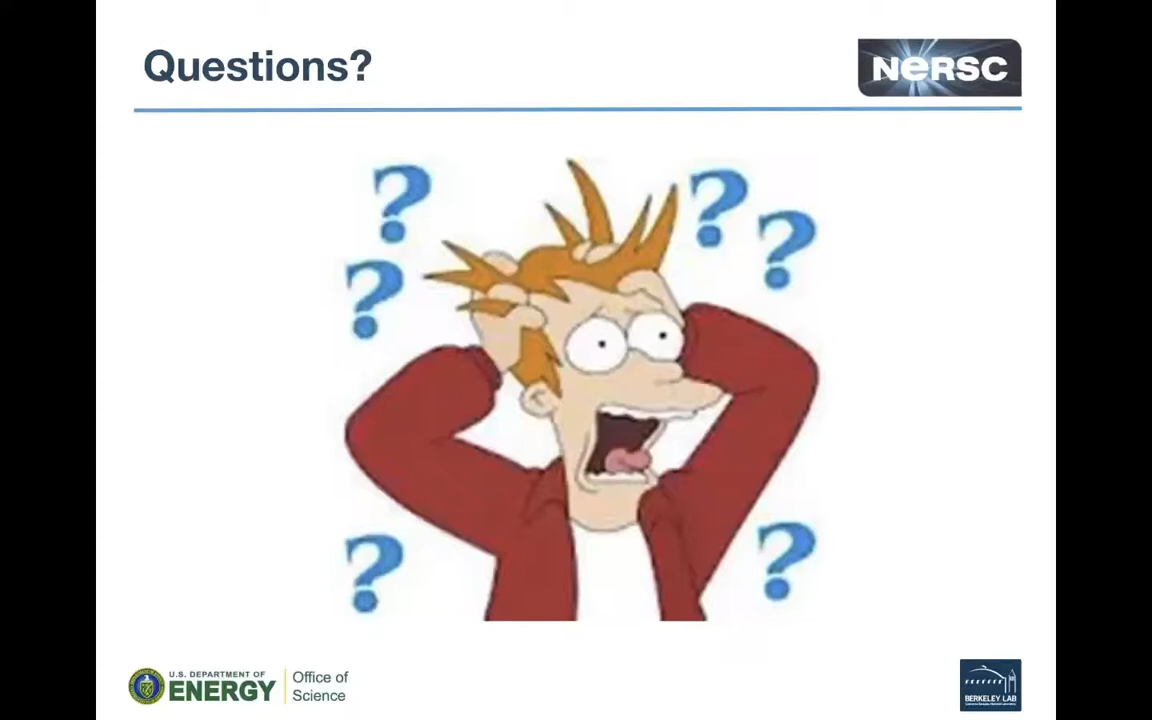 Questions?
NERSC
?
?
?
?
?
?
U.S. DEPARTMENT OF
ENERGY
Office of
Science
BERKELEY LAB